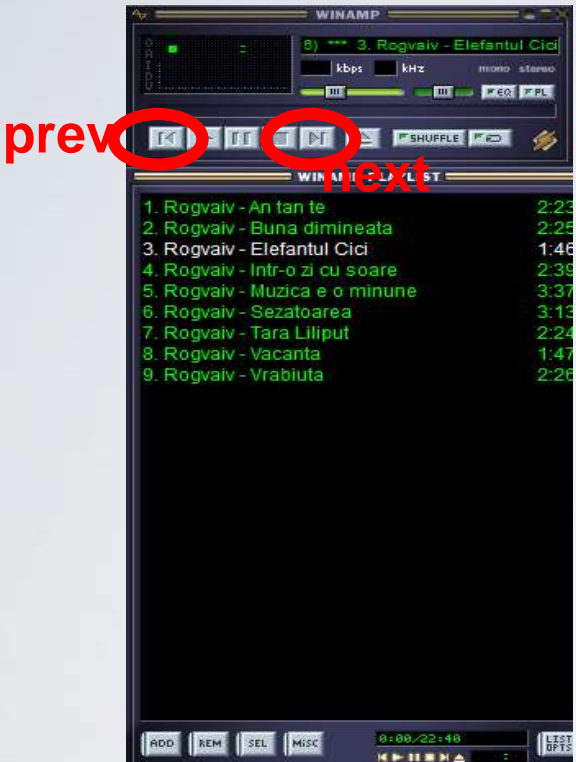 WINAMP
O
A
I
D
V
6) *** 3. Rogvaiv - Elefantul Cici
kbps kHz mono stereo
EQ PL
prev
SHUFFLE
next
WINAMP PLAYLIST
1. Rogvaiv - An tan te 2:23
2. Rogvaiv - Buna dimineata 2:25
3. Rogvaiv - Elefantul Cici 1:46
4. Rogvaiv - Intr-o zi cu soare 2:39
5. Rogvaiv - Muzica e o minune 3:37
6. Rogvaiv - Sezatoarea 3:13
7. Rogvaiv - Tara Liliput 2:24
8. Rogvaiv - Vacanta 1:47
9. Rogvaiv - Vrabiuta 2:26
ADD REM SEL MISC 0:00/22:40 LIST
OPTS